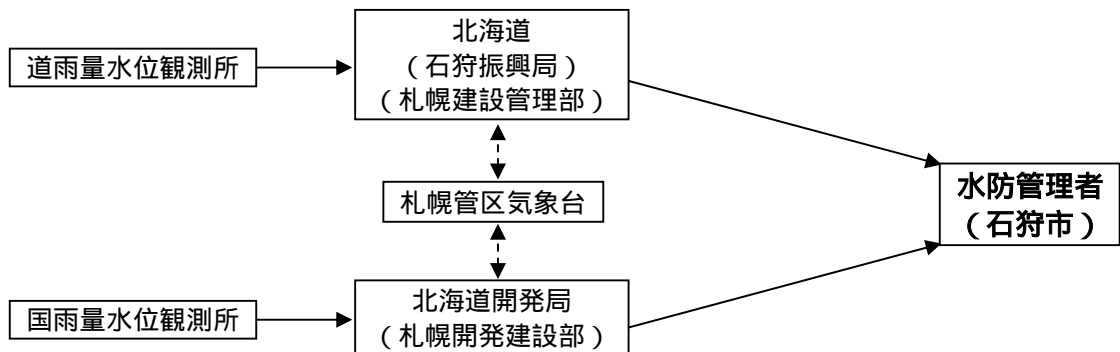 北海道
（石狩振興局）
（札幌建設管理部）
道雨量水位観測所
札幌管区気象台
水防管理者
（石狩市）
国雨量水位観測所
北海道開発局
（札幌開発建設部）